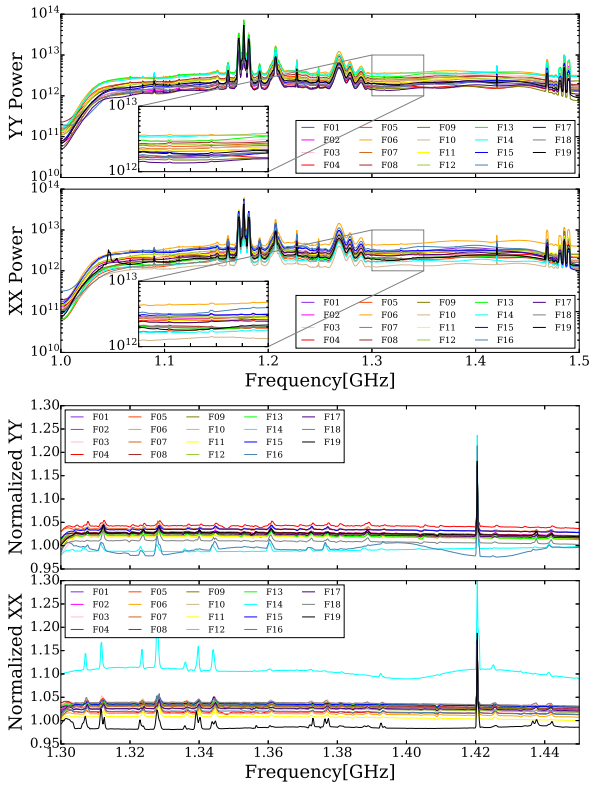 10^14
10^13
10^12
10^11
10^10
YY Power
10^13
10^12
F01 F05 F09 F13 F17
F02 F06 F10 F14 F18
F03 F07 F11 F15 F19
F04 F08 F12 F16
10^14
10^13
10^12
10^11
10^10
XX Power
10^13
10^12
F01 F05 F09 F13 F17
F02 F06 F10 F14 F18
F03 F07 F11 F15 F19
F04 F08 F12 F16
1.0 1.1 1.2 1.3 1.4 1.5
Frequency[GHz]
1.30
1.25
1.20
1.15
1.10
1.05
1.00
0.95
Normalized YY
F01 F05 F09 F13 F17
F02 F06 F10 F14 F18
F03 F07 F11 F15 F19
F04 F08 F12 F16
1.30
1.25
1.20
1.15
1.10
1.05
1.00
0.95
Normalized XX
F01 F05 F09 F13 F17
F02 F06 F10 F14 F18
F03 F07 F11 F15 F19
F04 F08 F12 F16
1.30 1.32 1.34 1.36 1.38 1.40 1.42 1.44
Frequency[GHz]